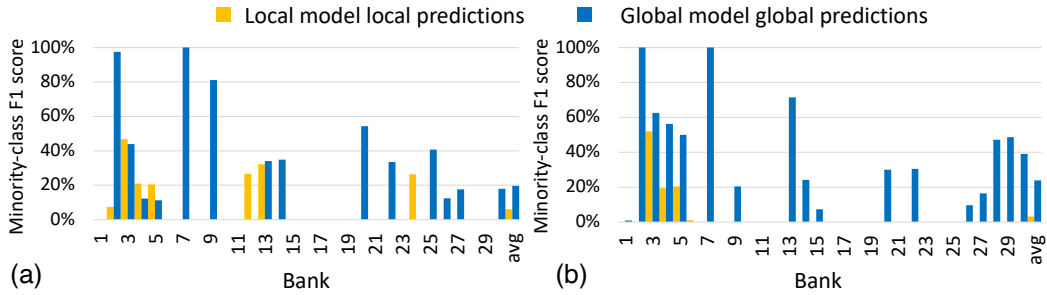 Local model local predictions
Global model global predictions
Minority-class F1 score
100%
80%
60%
40%
20%
0%
1 3 5 7 9 11 13 15 17 19 21 23 25 27 29 avg
(a)
Bank
Minority-class F1 score
100%
80%
60%
40%
20%
0%
1 3 5 7 9 11 13 15 17 19 21 23 25 27 29 avg
(b)
Bank